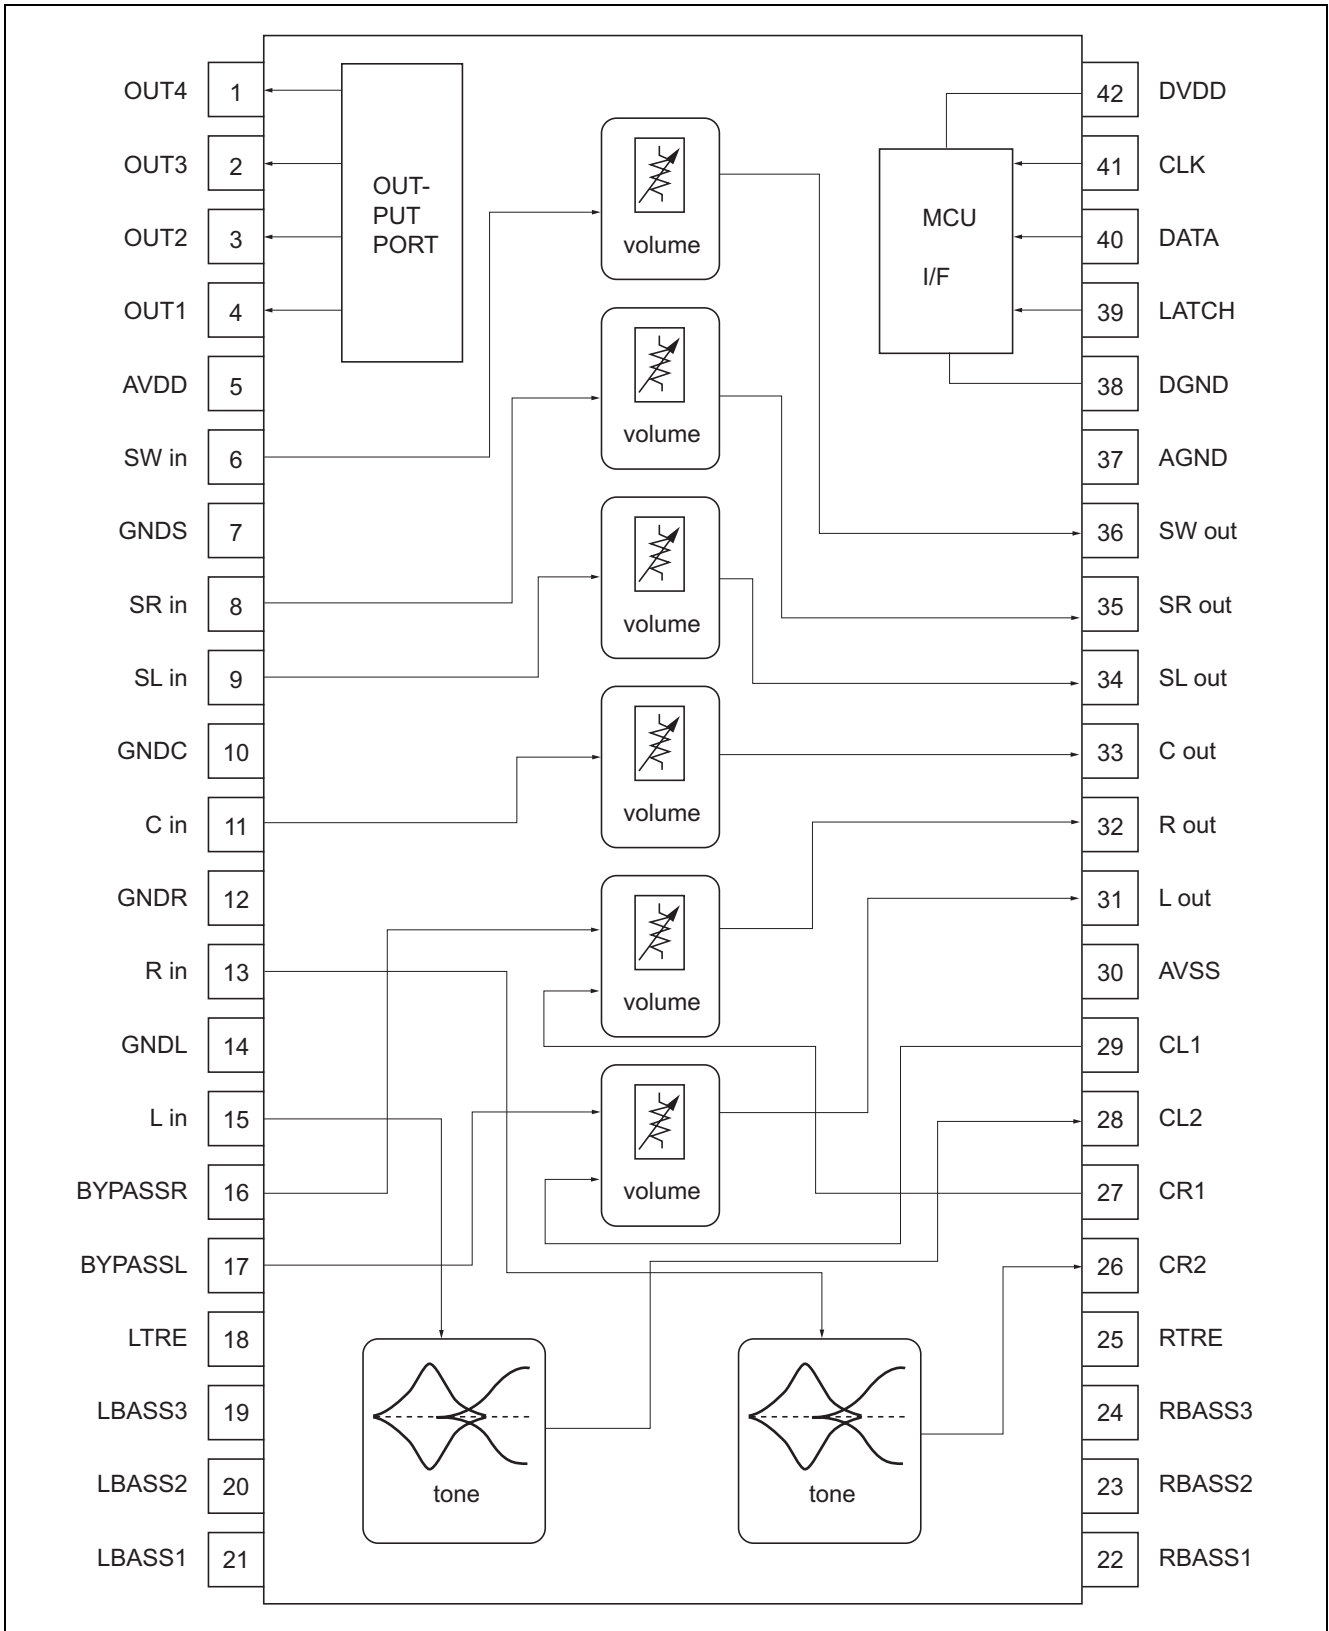 OUT4 1
OUT3 2
OUT2 3
OUT1 4
AVDD 5
SW in 6
GNDS 7
SR in 8
SL in 9
GNDC 10
C in 11
GNDR 12
R in 13
GNDL 14
L in 15
BYPASSR 16
BYPASSL 17
LTRE 18
LBASS3 19
LBASS2 20
LBASS1 21
OUT-
PUT
PORT
volume
volume
volume
volume
volume
volume
tone
tone
MCU
I/F
42 DVDD
41 CLK
40 DATA
39 LATCH
38 DGND
37 AGND
36 SW out
35 SR out
34 SL out
33 C out
32 R out
31 L out
30 AVSS
29 CL1
28 CL2
27 CR1
26 CR2
25 RTRE
24 RBASS3
23 RBASS2
22 RBASS1